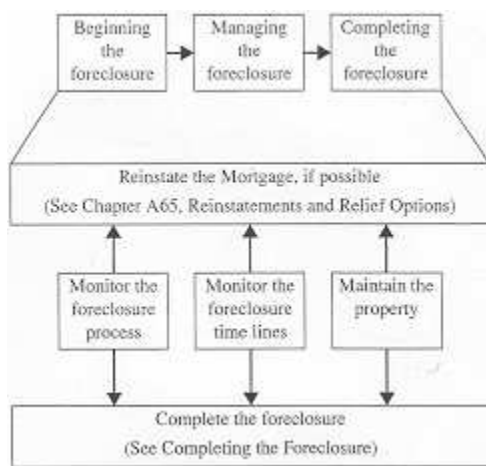 Beginning
the
foreclosure
Managing
the
foreclosure
Completing
the
foreclosure
Reinstate the Mortgage, if possible
(See Chapter A65, Reinstatements and Relief Options)
Monitor the
foreclosure
process
Monitor the
foreclosure
time lines
Maintain the
property
Complete the foreclosure
(See Completing the Foreclosure)